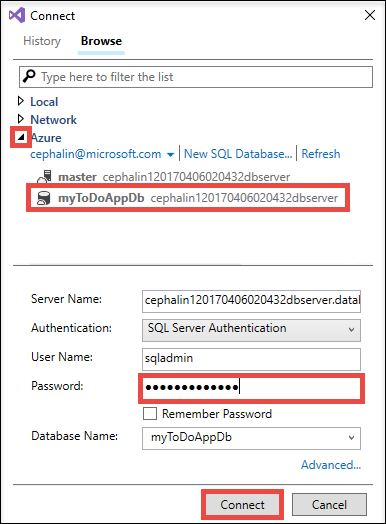 Connect
History Browse
Type here to filter the list
Local
Network
Azure
cephalin@microsoft.com New SQL Database... Refresh
master cephalin120170406020432dbserver
myToDoAppDb cephalin120170406020432dbserver
Server Name: cephalin120170406020432dbserver.datal
Authentication: SQL Server Authentication
User Name: sqladmin
Password: ●●●●●●●●●●●●●
Remember Password
Database Name: myToDoAppDb
Advanced...
Connect Cancel